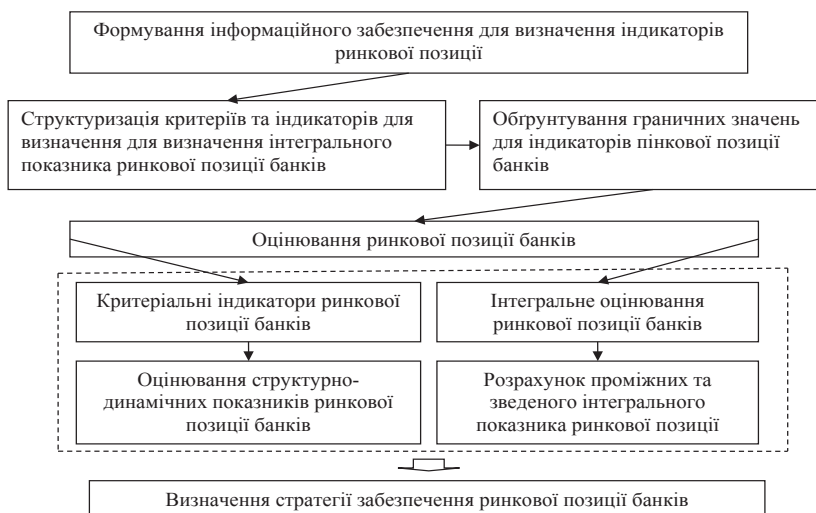 Формування інформаційного забезпечення для визначення індикаторів
ринкової позиції
Структуризація критеріїв та індикаторів для
визначення для визначення інтегрального
показника ринкової позиції банків
Обґрунтування граничних значень
для індикаторів пінкової позиції
банків
Оцінювання ринкової позиції банків
Критеріальні індикатори ринкової
позиції банків
Інтегральне оцінювання
ринкової позиції банків
Оцінювання структурно-
динамічних показників ринкової
позиції банків
Розрахунок проміжних та
зведеного інтегрального
показника ринкової позиції
Визначення стратегії забезпечення ринкової позиції банків